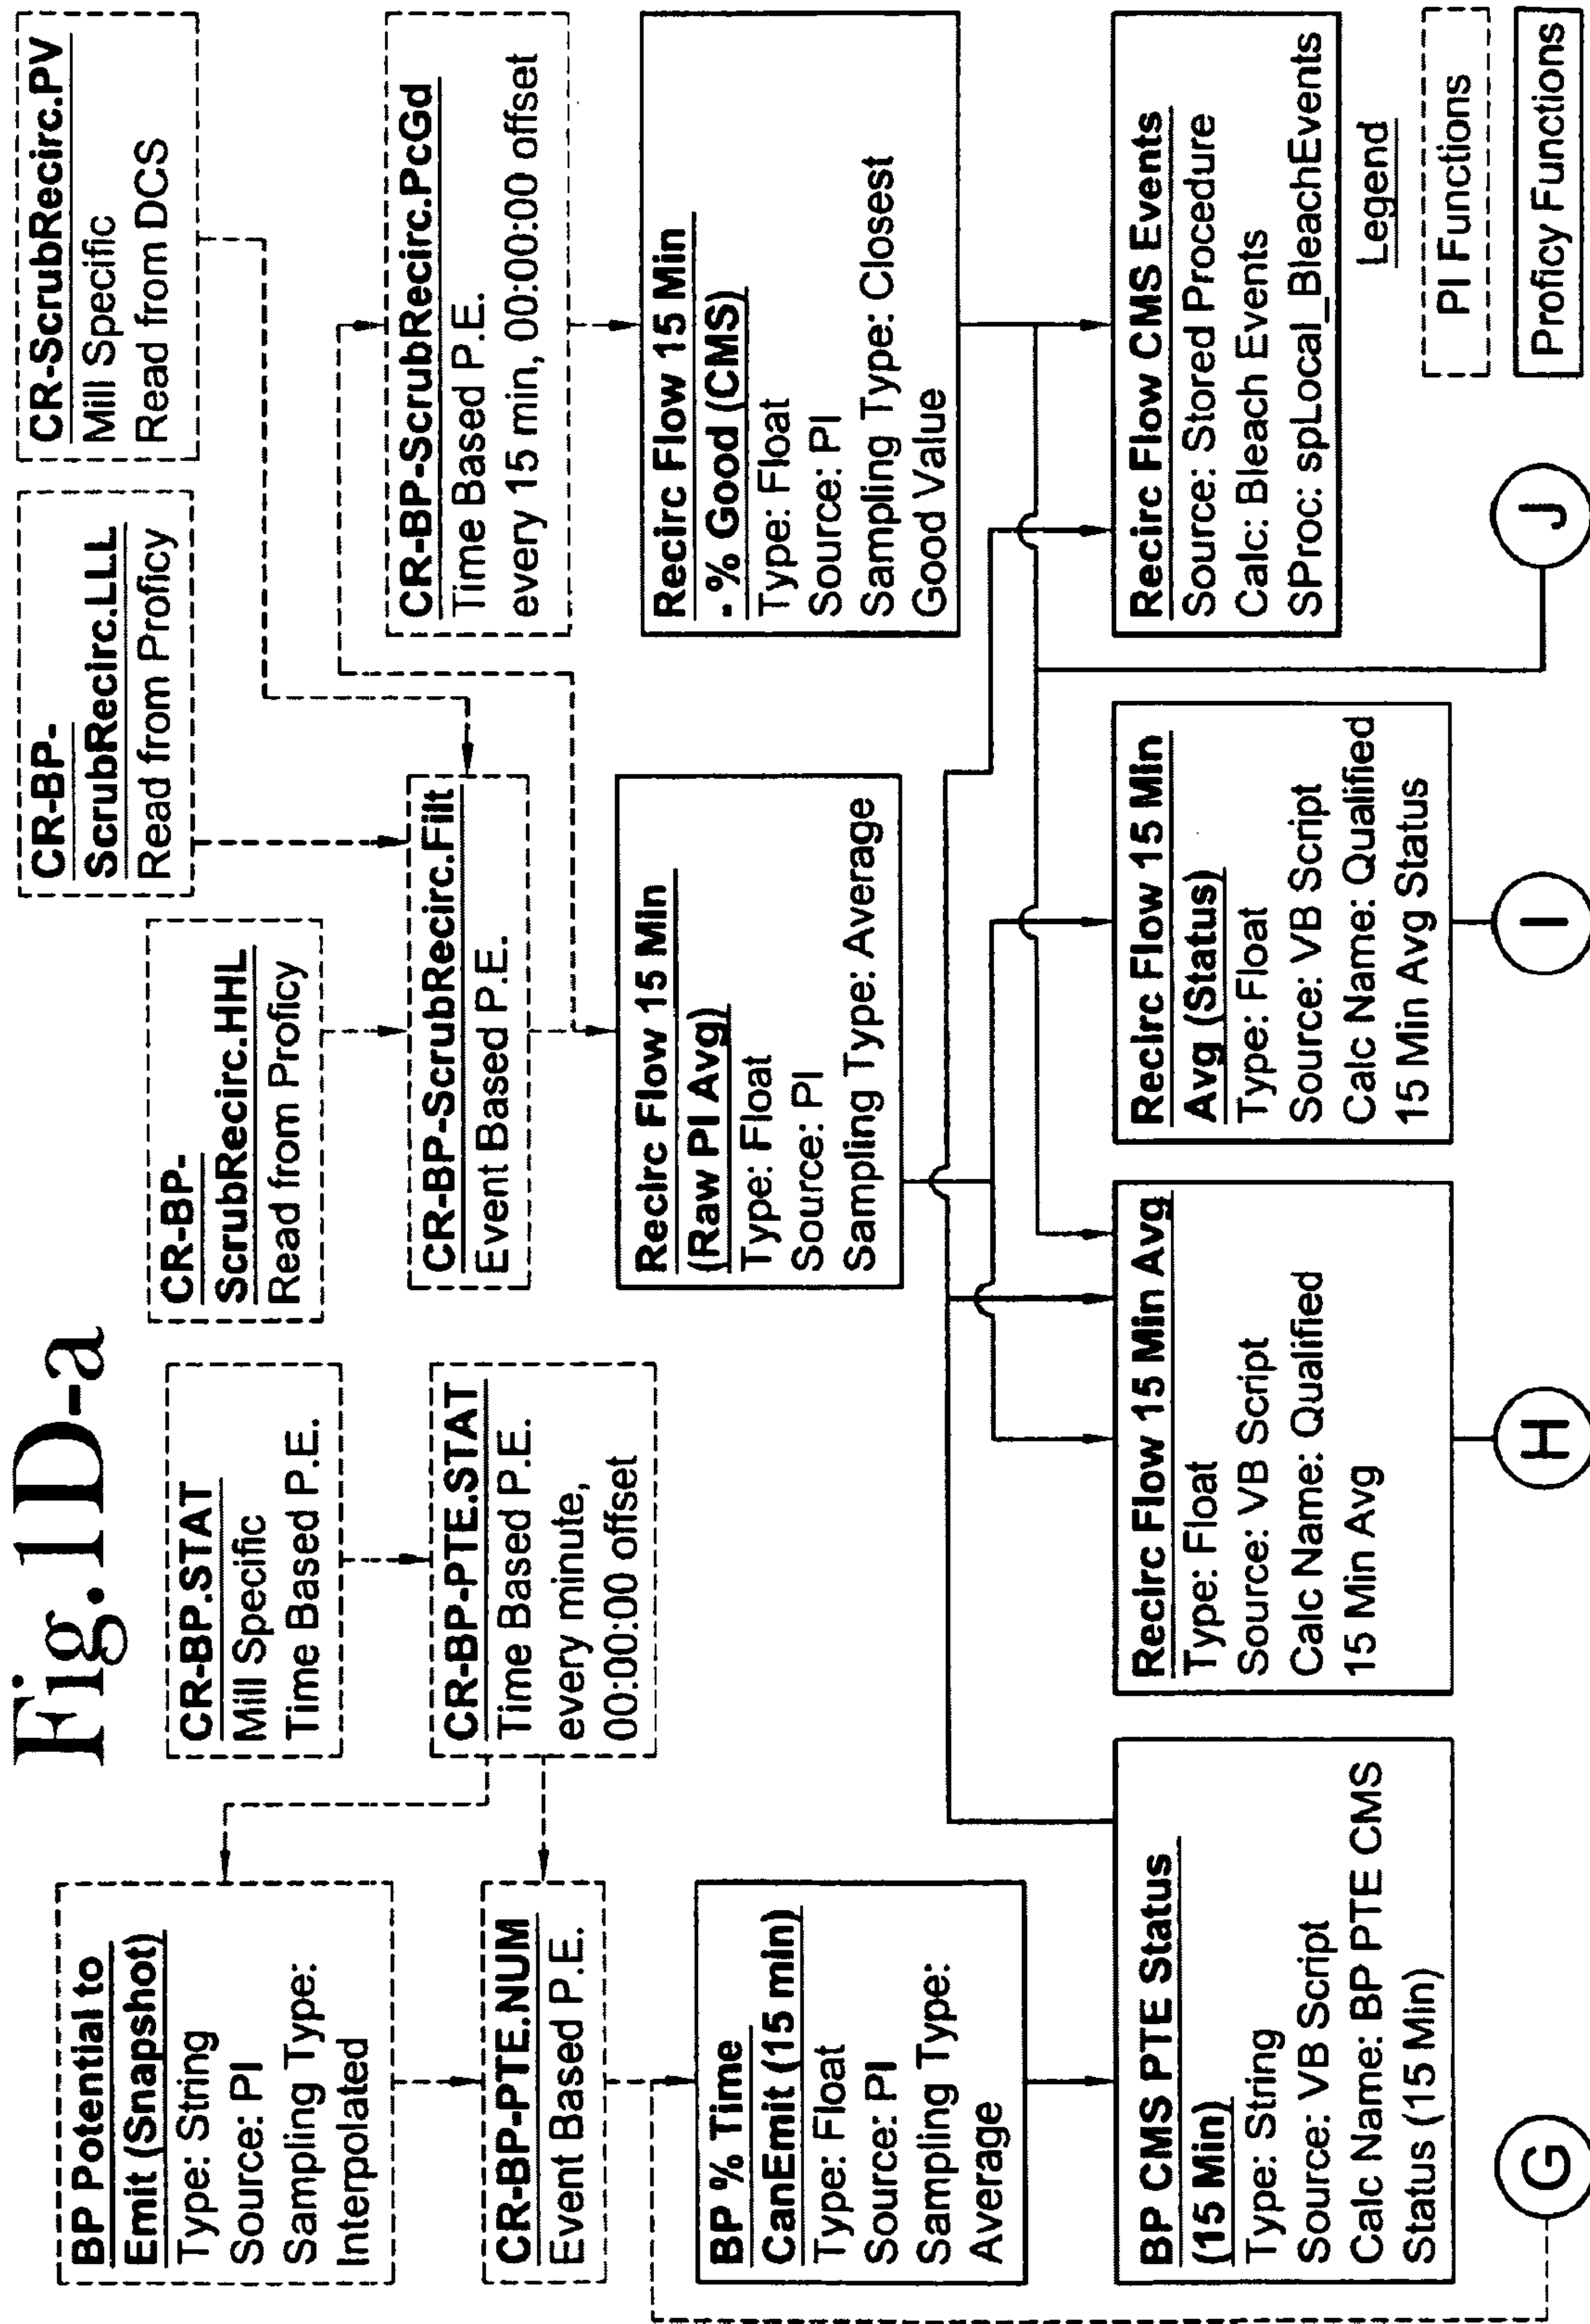 Fig. 1D-a
BP Potential to
Emit (Snapshot)
Type: String
Source: PI
Sampling Type:
Interpolated
CR-BP.STAT
Mill Specific
Time Based P.E.
CR-BP-
ScrubRecirc.HHL
Read from Proficy
CR-BP-
ScrubRecirc.LLL
Read from Proficy
CR-ScrubRecirc.PV
Mill Specific
Read from DCS
CR-BP-PTE.NUM
Event Based P.E.
CR-BP-PTE.STAT
Time Based P.E.
every minute,
00:00:00 offset
CR-BP-ScrubRecirc.Filt
Event Based P.E.
CR-BP-ScrubRecirc.PcGd
Time Based P.E.
every 15 min, 00:00:00 offset
BP % Time
CanEmit (15 min)
Type: Float
Source: PI
Sampling Type:
Average
Recirc Flow 15 Min
(Raw PI Avg)
Type: Float
Source: PI
Sampling Type: Average
Recirc Flow 15 Min
- % Good (CMS)
Type: Float
Source: PI
Sampling Type: Closest
Good Value
BP CMS PTE Status
(15 Min)
Type: String
Source: VB Script
Calc Name: BP PTE CMS
Status (15 Min)
Recirc Flow 15 Min Avg
Type: Float
Source: VB Script
Calc Name: Qualified
15 Min Avg
Recirc Flow 15 Min
Avg (Status)
Type: Float
Source: VB Script
Calc Name: Qualified
15 Min Avg Status
Recirc Flow CMS Events
Source: Stored Procedure
Calc: Bleach Events
SProc: spLocal_BleachEvents
G
H
I
J
Legend
PI Functions
Proficy Functions